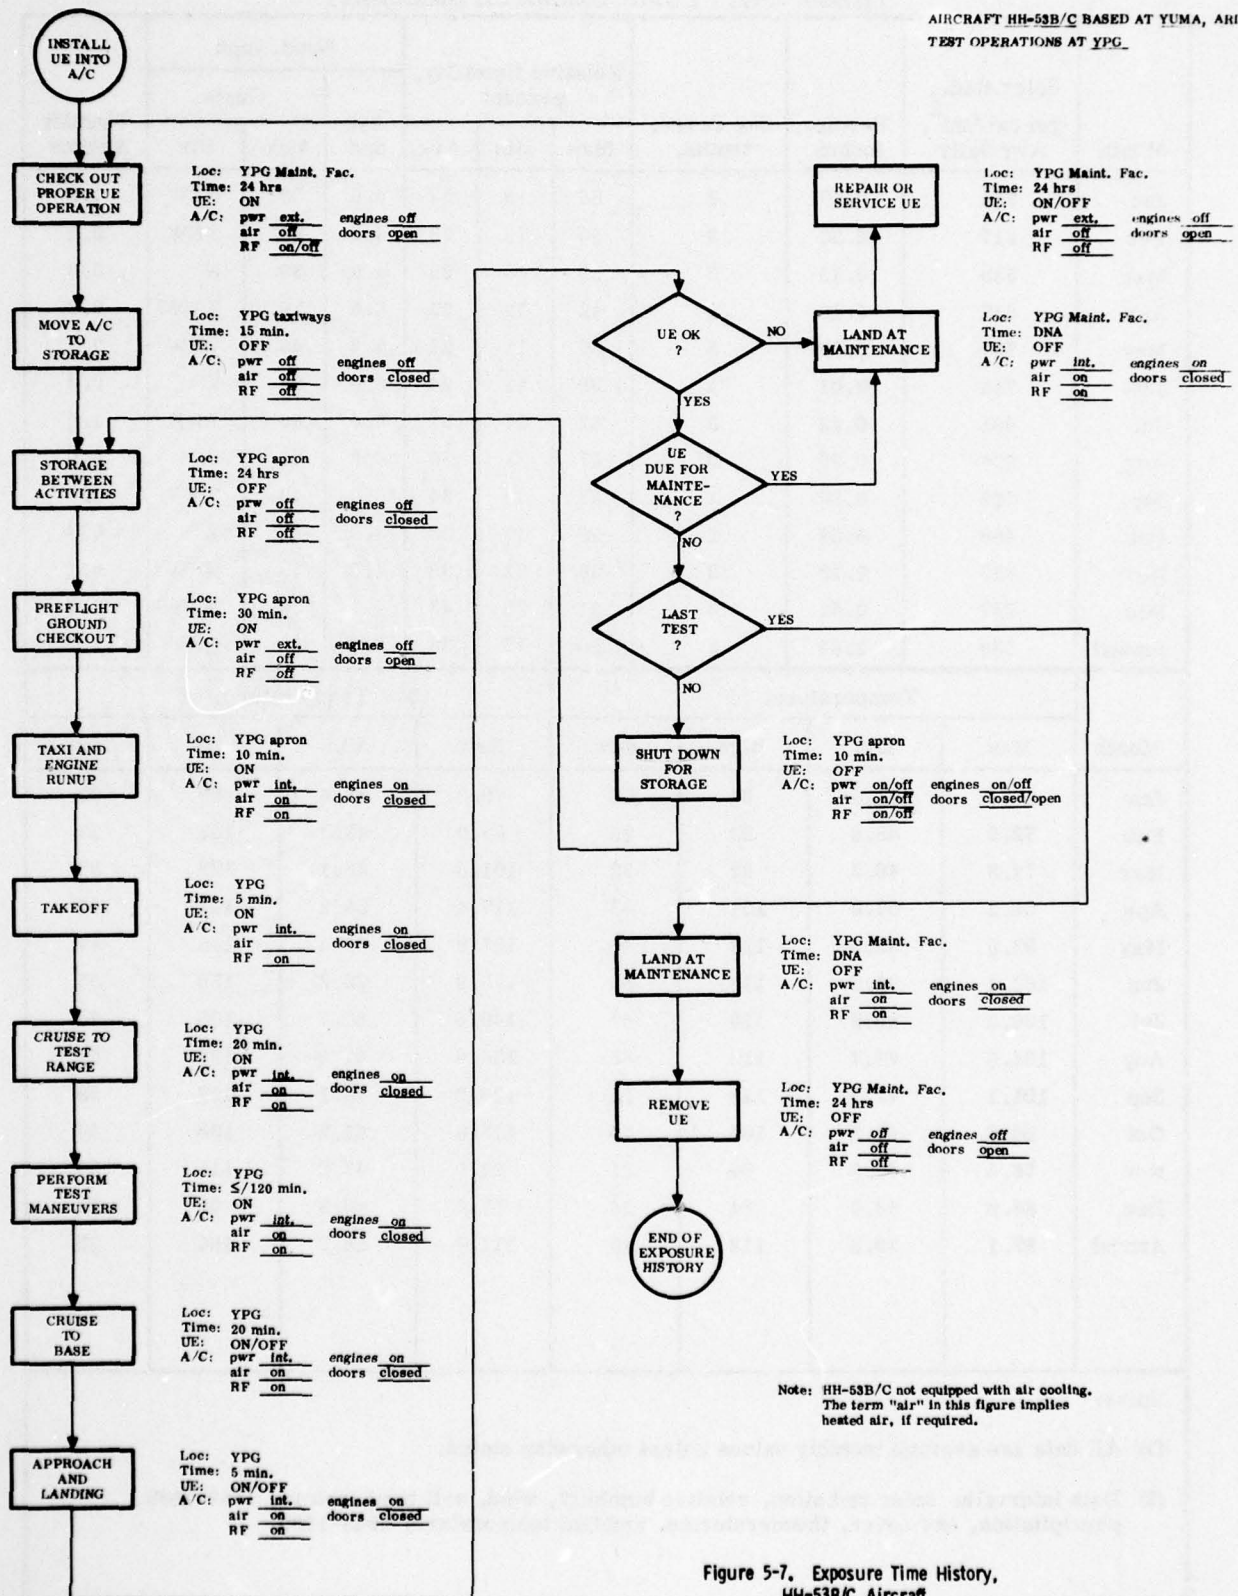 AIRCRAFT HH-53B/C BASED AT YUMA, ARI
TEST OPERATIONS AT YPG
INSTALL
UE INTO
A/C
CHECK OUT
PROPER UE
OPERATION
Loc: YPG Maint. Fac.
Time: 24 hrs
UE: ON
A/C: pwr ext. engines off
air off doors open
RF on/off
MOVE A/C
TO
STORAGE
Loc: YPG taxiways
Time: 15 min.
UE: OFF
A/C: pwr off engines off
air off doors closed
RF off
STORAGE
BETWEEN
ACTIVITIES
Loc: YPG apron
Time: 24 hrs
UE: OFF
A/C: prw off engines off
air off doors closed
RF off
PREFLIGHT
GROUND
CHECKOUT
Loc: YPG apron
Time: 30 min.
UE: ON
A/C: pwr ext. engines off
air off doors open
RF off
TAXI AND
ENGINE
RUNUP
Loc: YPG apron
Time: 10 min.
UE: ON
A/C: pwr int. engines on
air on doors closed
RF on
TAKEOFF
Loc: YPG
Time: 5 min.
UE: ON
A/C: pwr int. engines on
air doors closed
RF on
CRUISE TO
TEST
RANGE
Loc: YPG
Time: 20 min.
UE: ON
A/C: pwr int. engines on
air on doors closed
RF on
PERFORM
TEST
MANEUVERS
Loc: YPG
Time: ≤/120 min.
UE: ON
A/C: pwr int. engines on
air on doors closed
RF on
CRUISE
TO
BASE
Loc: YPG
Time: 20 min.
UE: ON/OFF
A/C: pwr int. engines on
air on doors closed
RF on
APPROACH
AND
LANDING
Loc: YPG
Time: 5 min.
UE: ON/OFF
A/C: pwr int. engines on
air on doors closed
RF on
REPAIR OR
SERVICE UE
Loc: YPG Maint. Fac.
Time: 24 hrs
UE: ON/OFF
A/C: pwr ext. engines off
air off doors open
RF off
UE OK
?
NO
YES
LAND AT
MAINTENANCE
Loc: YPG Maint. Fac.
Time: DNA
UE: OFF
A/C: pwr int. engines on
air on doors closed
RF on
UE
DUE FOR
MAINTE-
NANCE
?
YES
NO
LAST
TEST
?
YES
NO
SHUT DOWN
FOR
STORAGE
Loc: YPG apron
Time: 10 min.
UE: OFF
A/C: pwr on/off engines on/off
air on/off doors closed/open
RF on/off
LAND AT
MAINTENANCE
Loc: YPG Maint. Fac.
Time: DNA
UE: OFF
A/C: pwr int. engines on
air on doors closed
RF on
REMOVE
UE
Loc: YPG Maint. Fac.
Time: 24 hrs
UE: OFF
A/C: pwr off engines off
air off doors open
RF off
END OF
EXPOSURE
HISTORY
Note: HH-53B/C not equipped with air cooling.
The term "air" in this figure implies
heated air, if required.
Figure 5-7. Exposure Time History,
HH-53B/C Aircraft